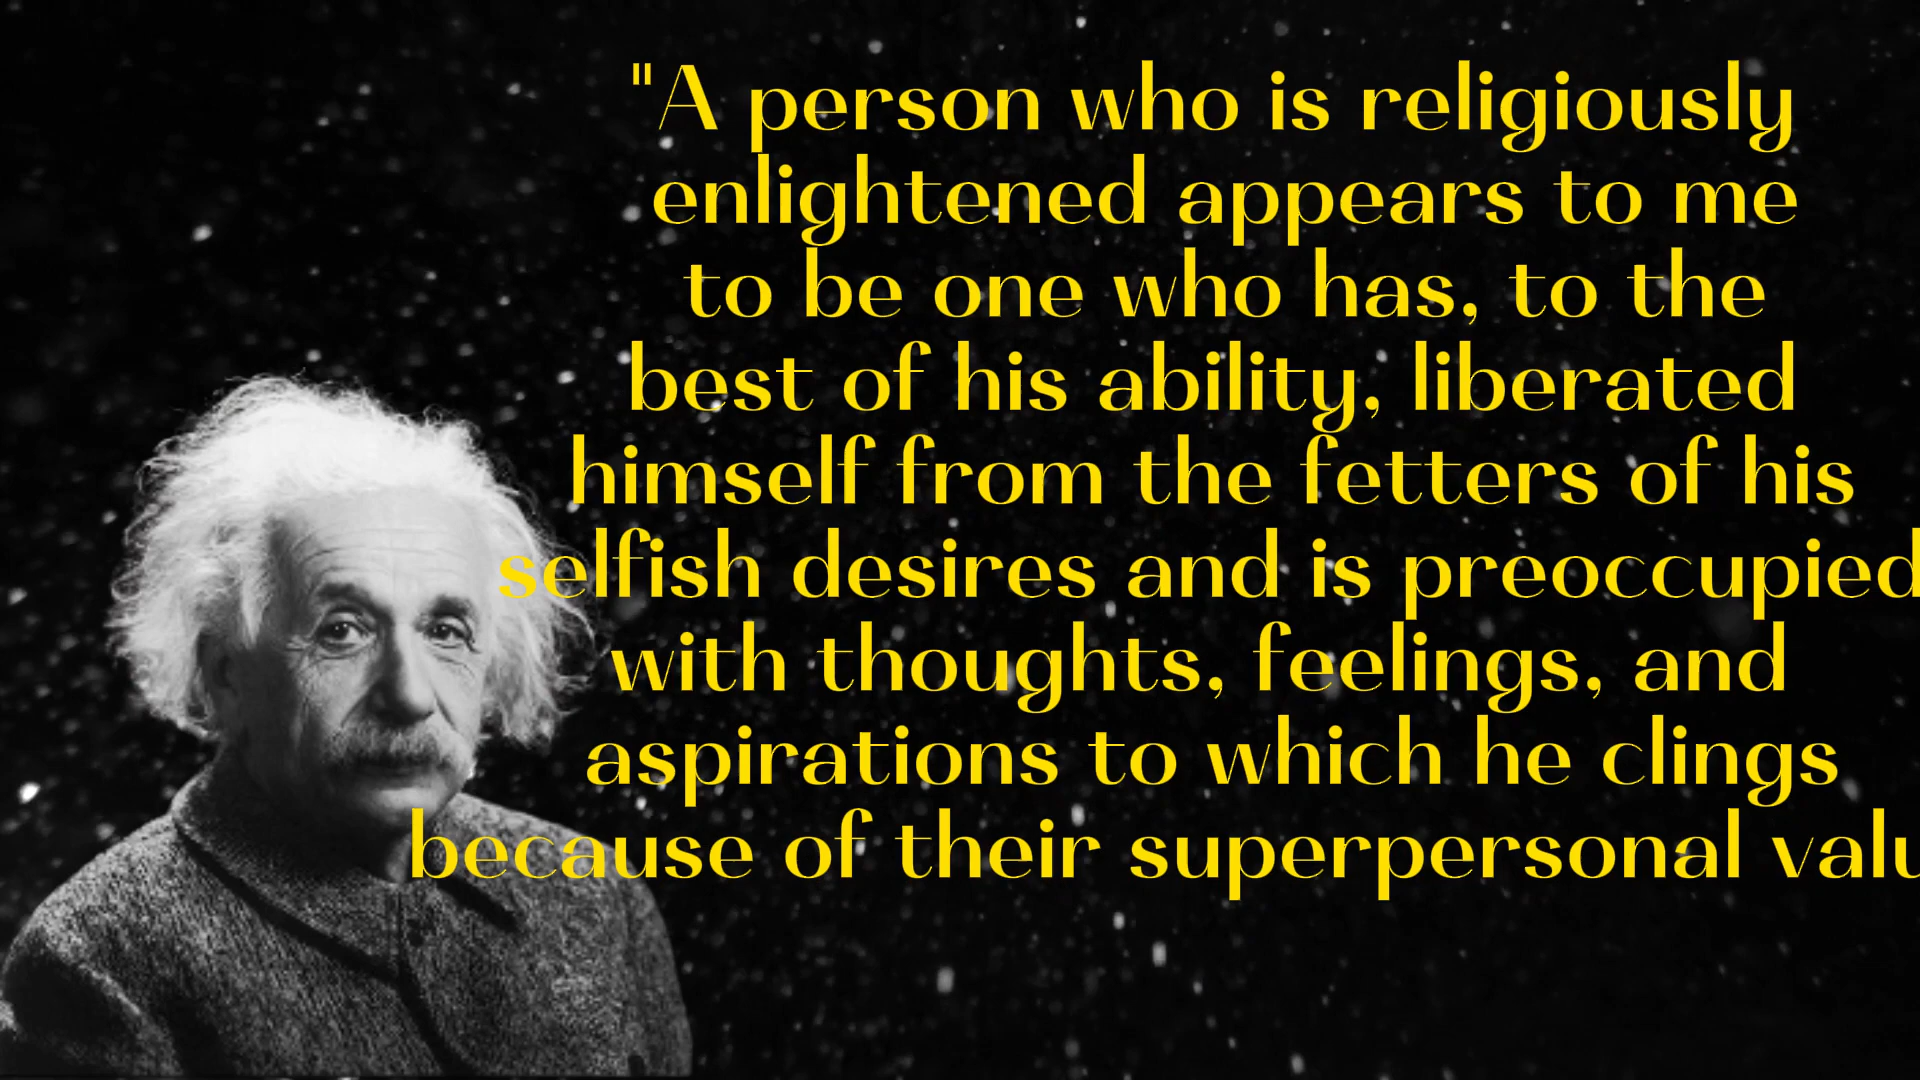 "A person who is religiously
enlightened appears to me
to be one who has, to the
best of his ability, liberated
himself from the fetters of his
selfish desires and is preoccupied
with thoughts, feelings, and
aspirations to which he clings
because of their superpersonal valu